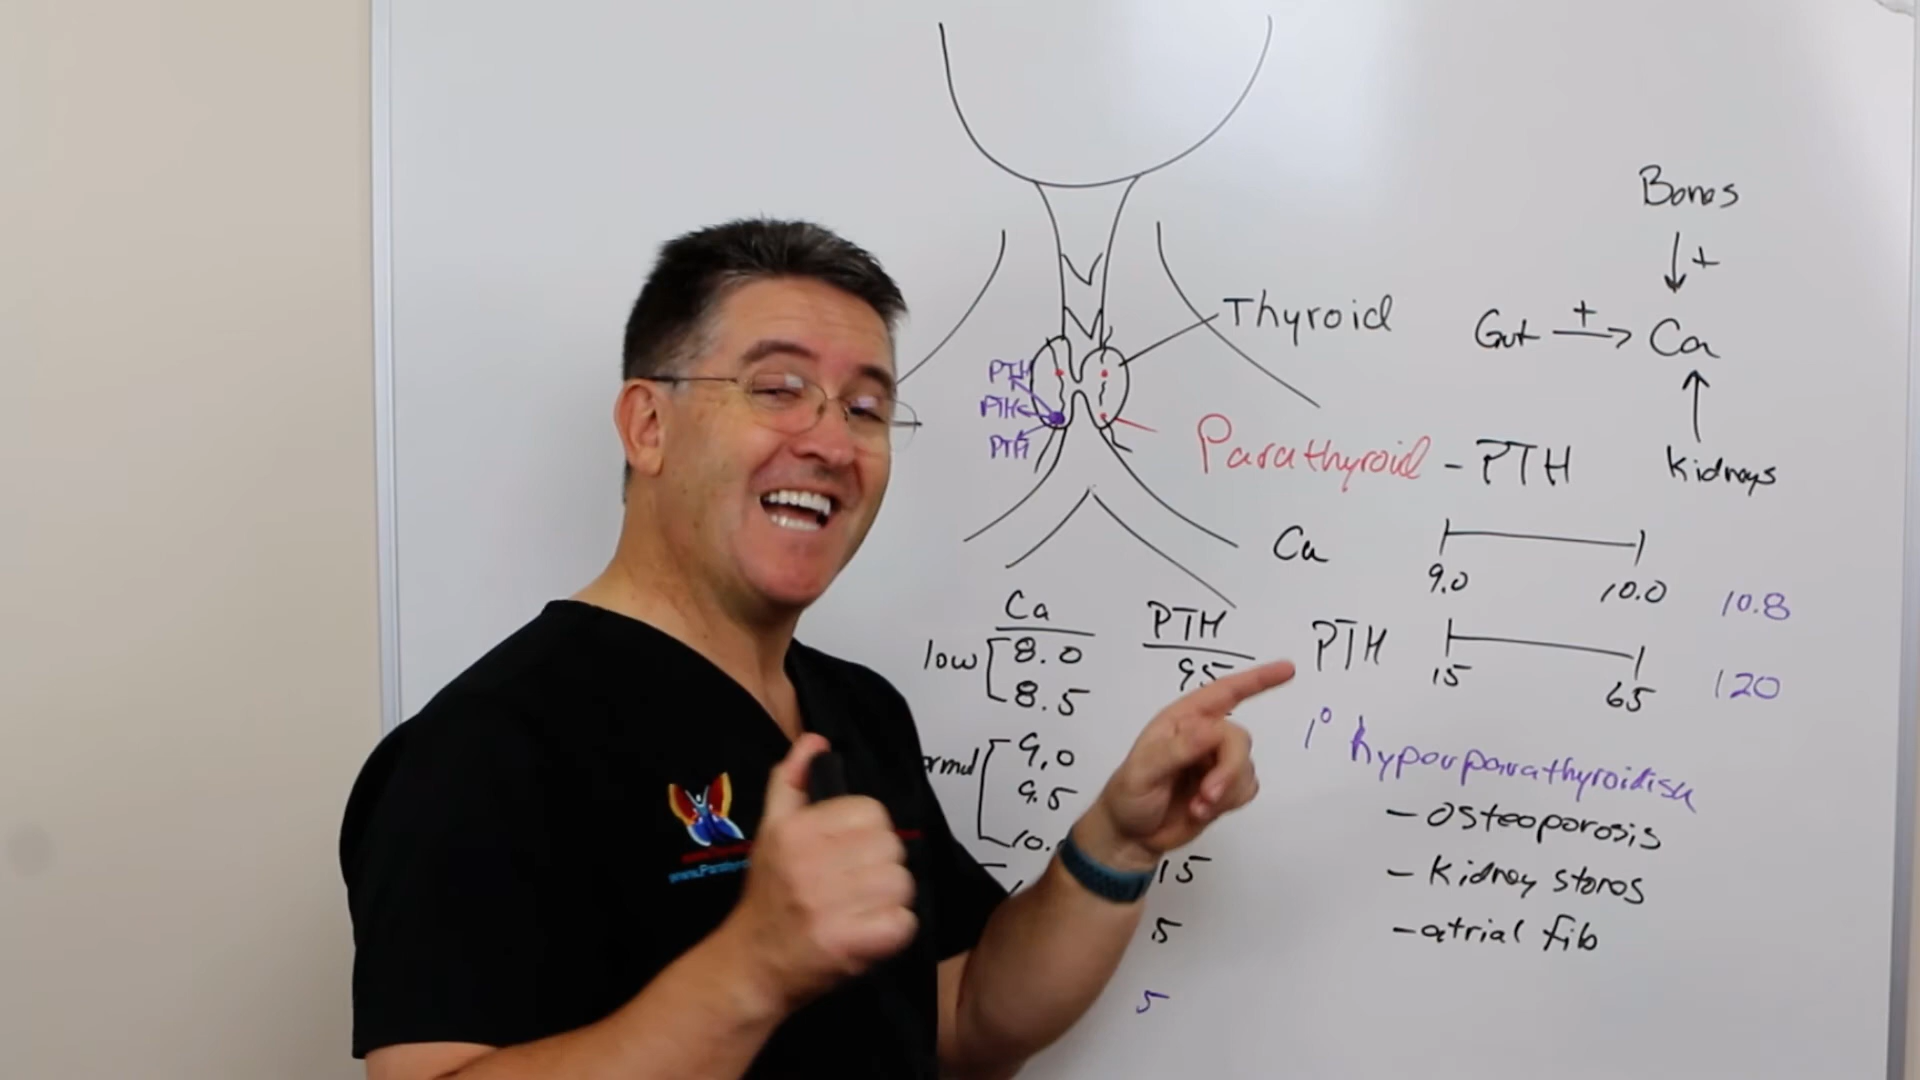 Bones
+
Thyroid
Gut + → Ca
PTH
PTH
PTH
Parathyroid - PTH
Kidneys
Ca
9.0 10.0 10.8
Ca PTH
PTH
15 65 120
low 8.0 95
8.5
9.0
9.5
10.
15
5
5
1° hyperparathyroidism
- osteoporosis
- Kidney stones
- atrial fib